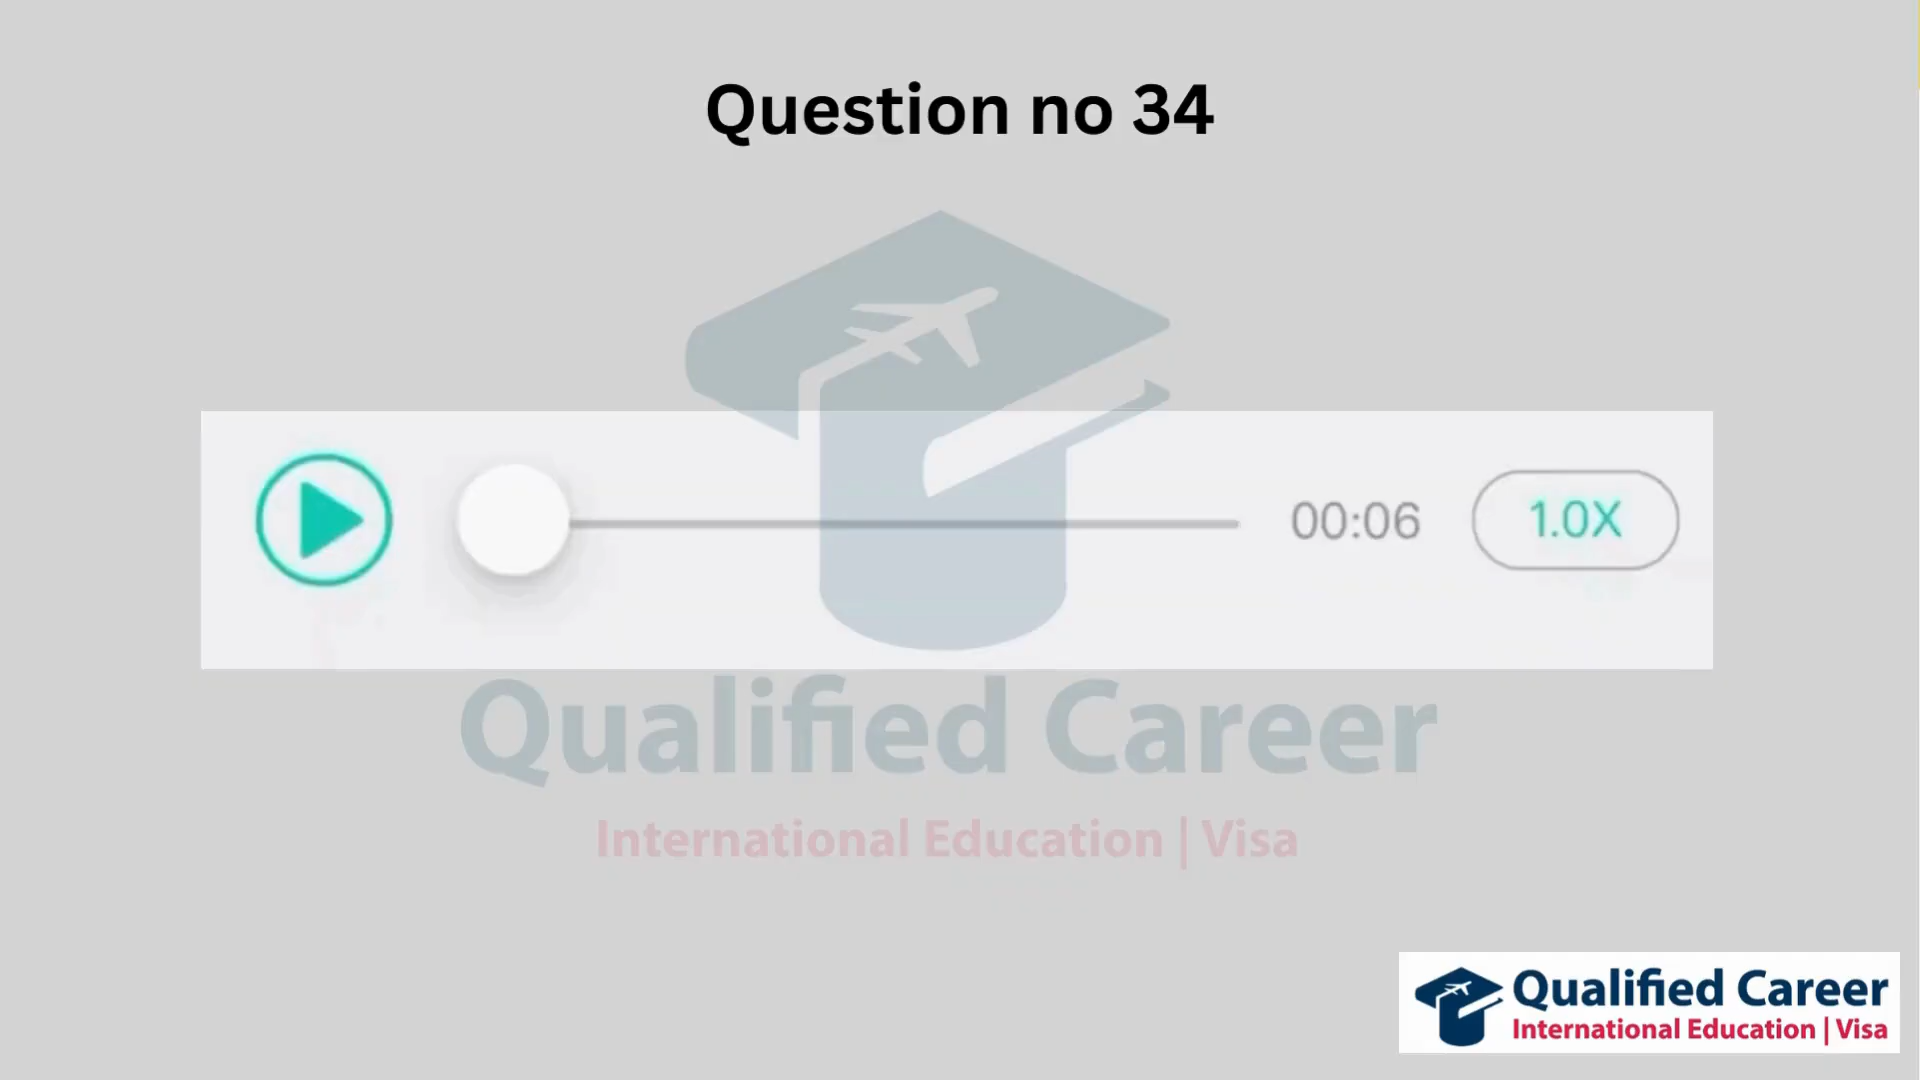 Question no 34
00:06
1.0X
Qualified Career
International Education | Visa
Qualified Career
International Education | Visa